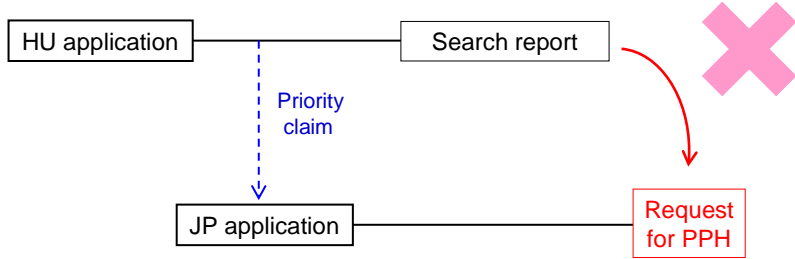 HU application
Search report
Priority
claim
JP application
Request
for PPH